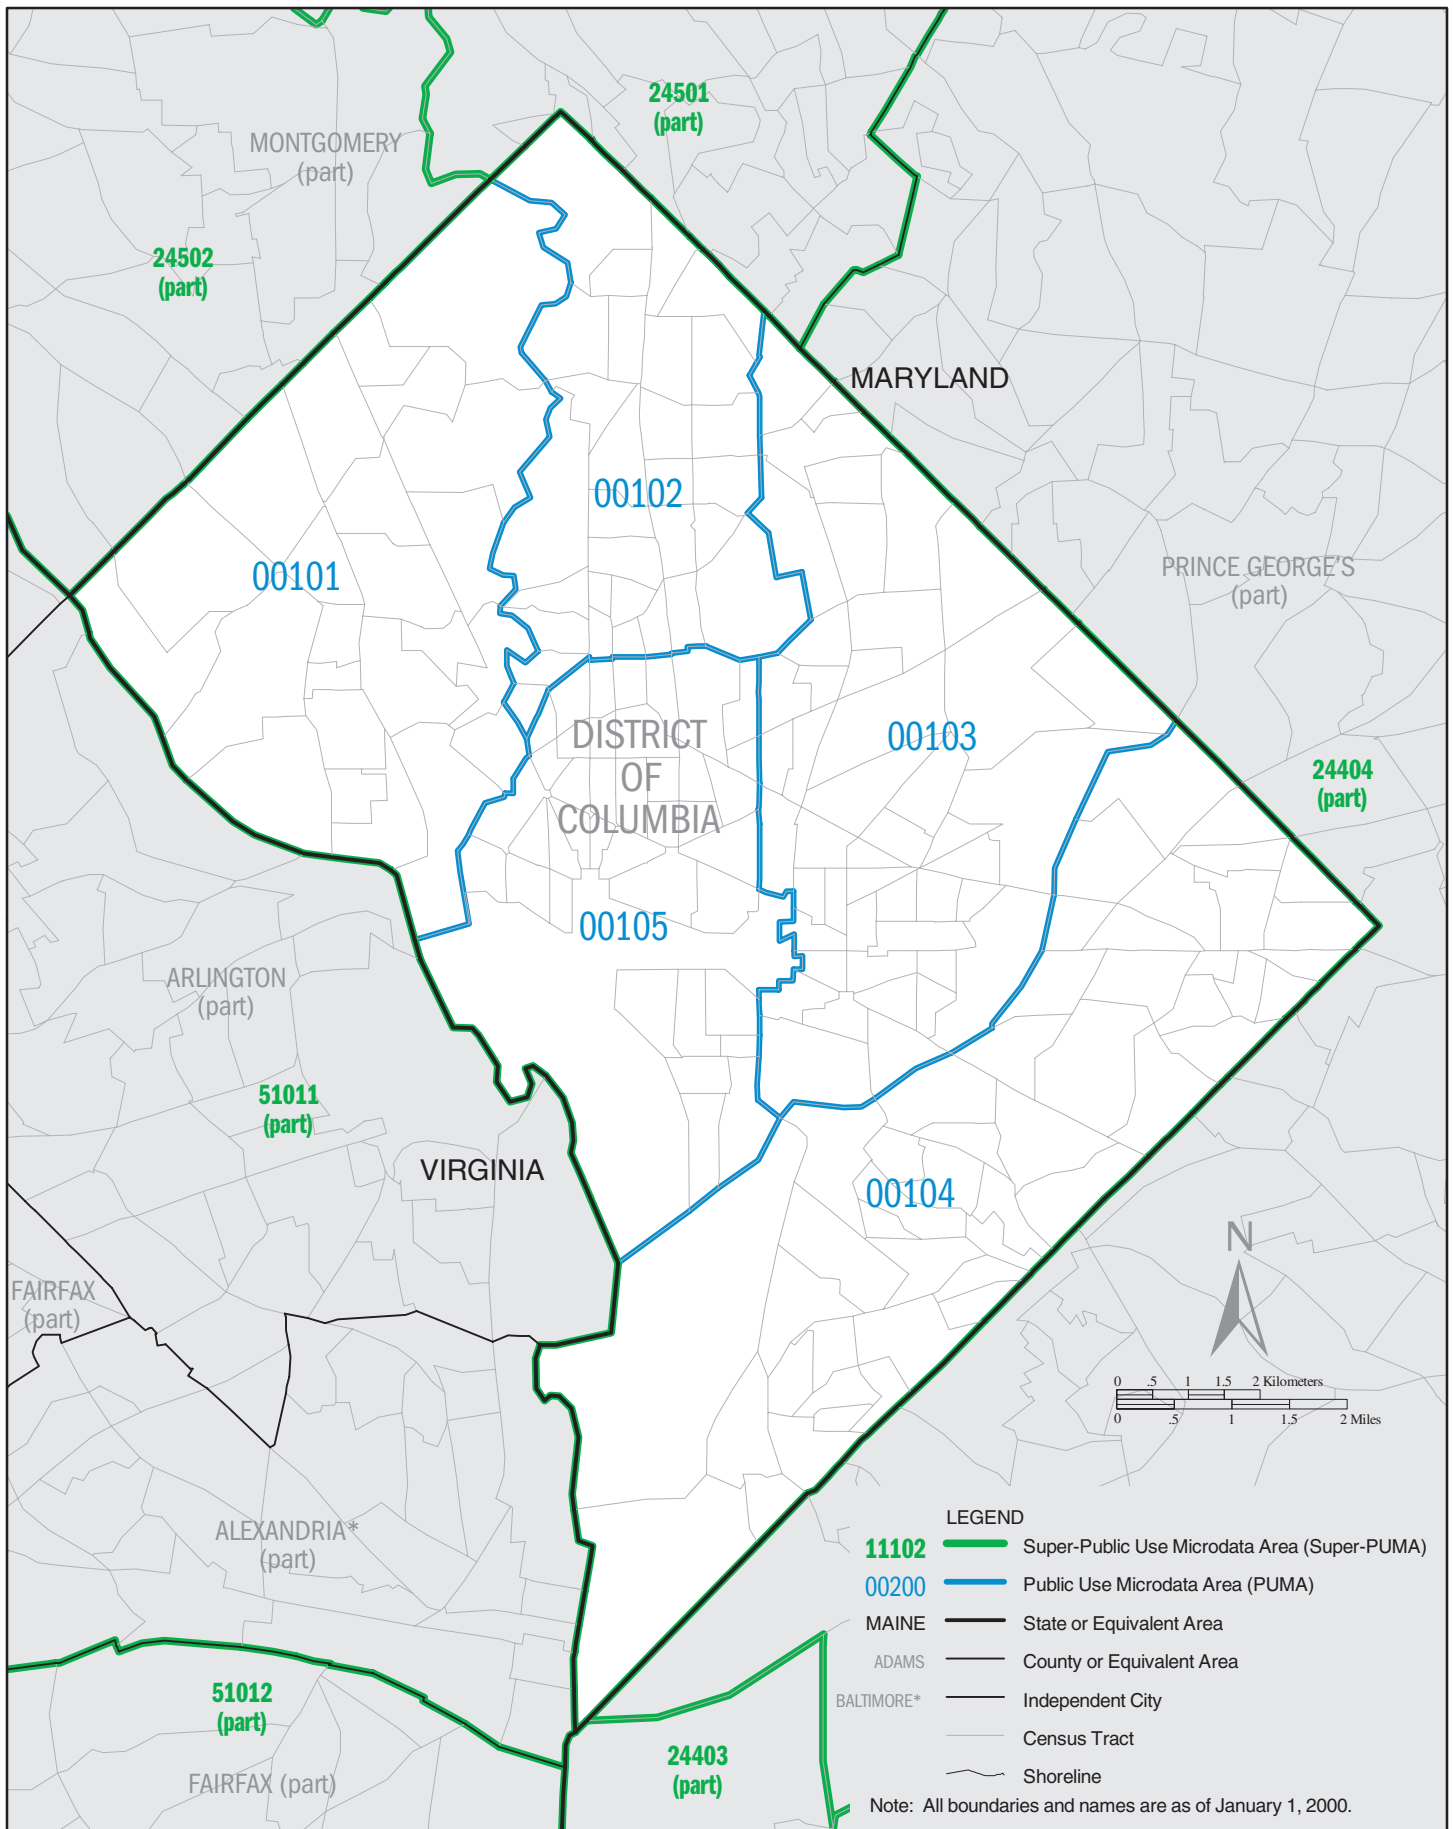 24501
(part)
MONTGOMERY
(part)
24502
(part)
MARYLAND
00102
00101
PRINCE GEORGE'S
(part)
DISTRICT
OF
COLUMBIA
00103
24404
(part)
00105
ARLINGTON
(part)
51011
(part)
VIRGINIA
00104
N
FAIRFAX
(part)
0 .5 1 1.5 2 Kilometers
0 .5 1 1.5 2 Miles
ALEXANDRIA*
(part)
LEGEND
11102 Super-Public Use Microdata Area (Super-PUMA)
00200 Public Use Microdata Area (PUMA)
MAINE State or Equivalent Area
ADAMS County or Equivalent Area
BALTIMORE* Independent City
Census Tract
Shoreline
Note: All boundaries and names are as of January 1, 2000.
51012
(part)
24403
(part)
FAIRFAX (part)